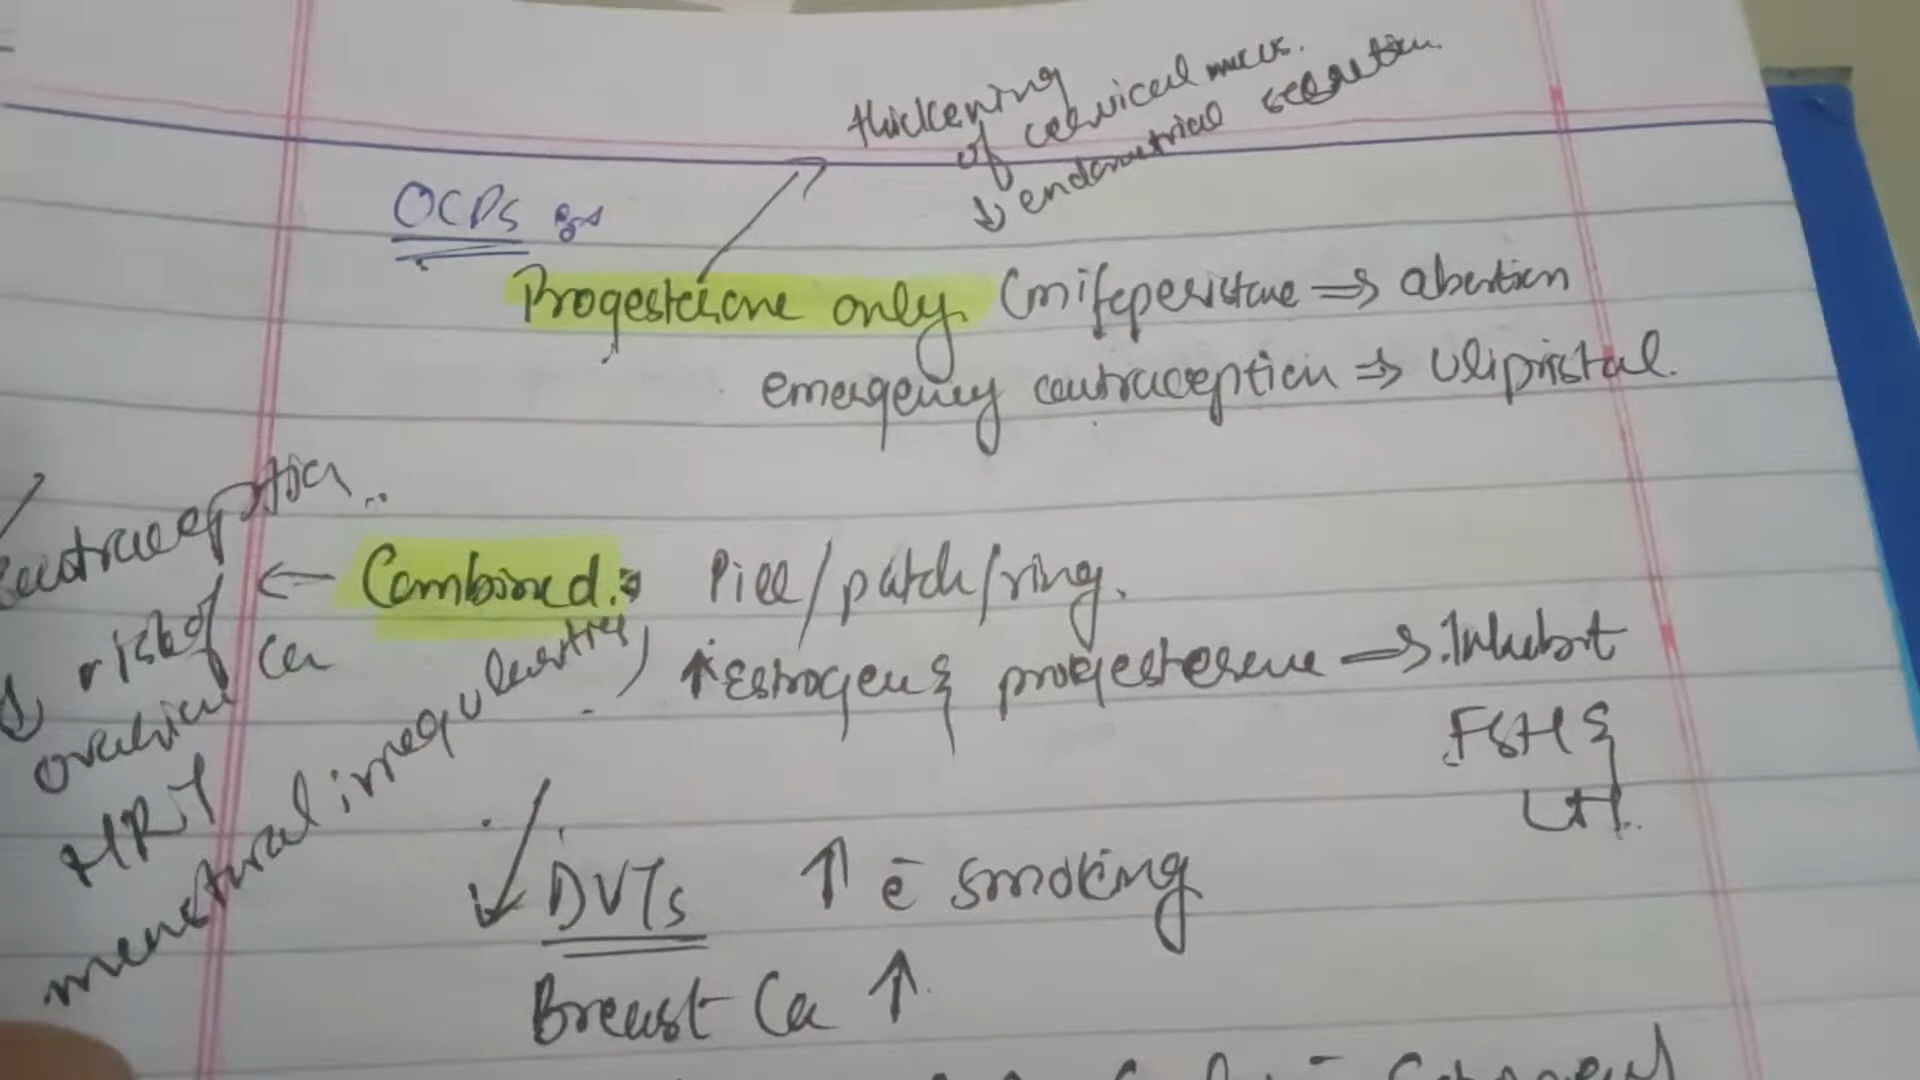 thickening
of cervical mucus.
↓ endometrial secretion.
OCPs
Progesterone only (mifeperistone ⇒ abortion
emergency contraception ⇒ Ulipristal.
contraception..
← Combined: Pill/patch/ring.
↓ risk of
ovarian Ca
HRT
menstrual irregularities,
↑ Estrogen & progesterone → Inhibit
FSH &
LH.
DVTs ↑ c̄ smoking
Breast Ca ↑.